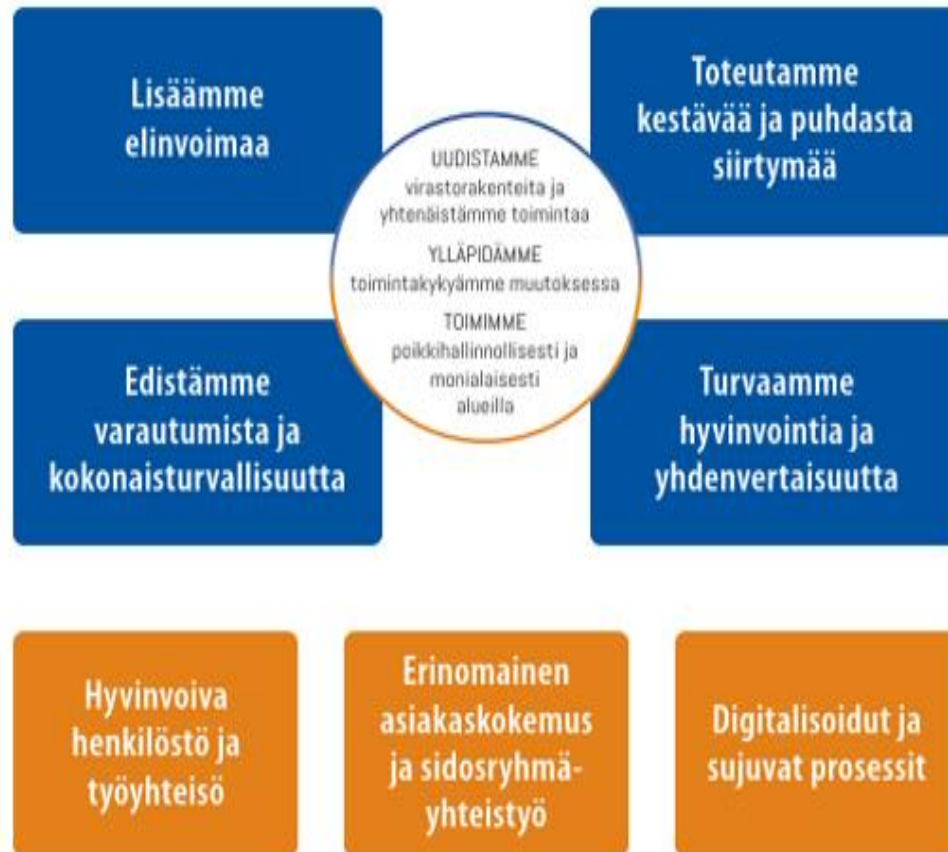 Lisäämme
elinvoimaa
Toteutamme
kestävää ja puhdasta
siirtymää
UUDISTAMME
virastorakenteita ja
yhtenäistämme toimintaa
YLLÄPIDÄMME
toimintakykyämme muutoksessa
TOIMIMME
poikkihallinnollisesti ja
monialaisesti
alueilla
Edistämme
varautumista ja
kokonaisturvallisuutta
Turvaamme
hyvinvointia ja
yhdenvertaisuutta
Hyvinvoiva
henkilöstö ja
työyhteisö
Erinomainen
asiakaskokemus
ja sidosryhmä-
yhteistyö
Digitalisoidut ja
sujuvat prosessit